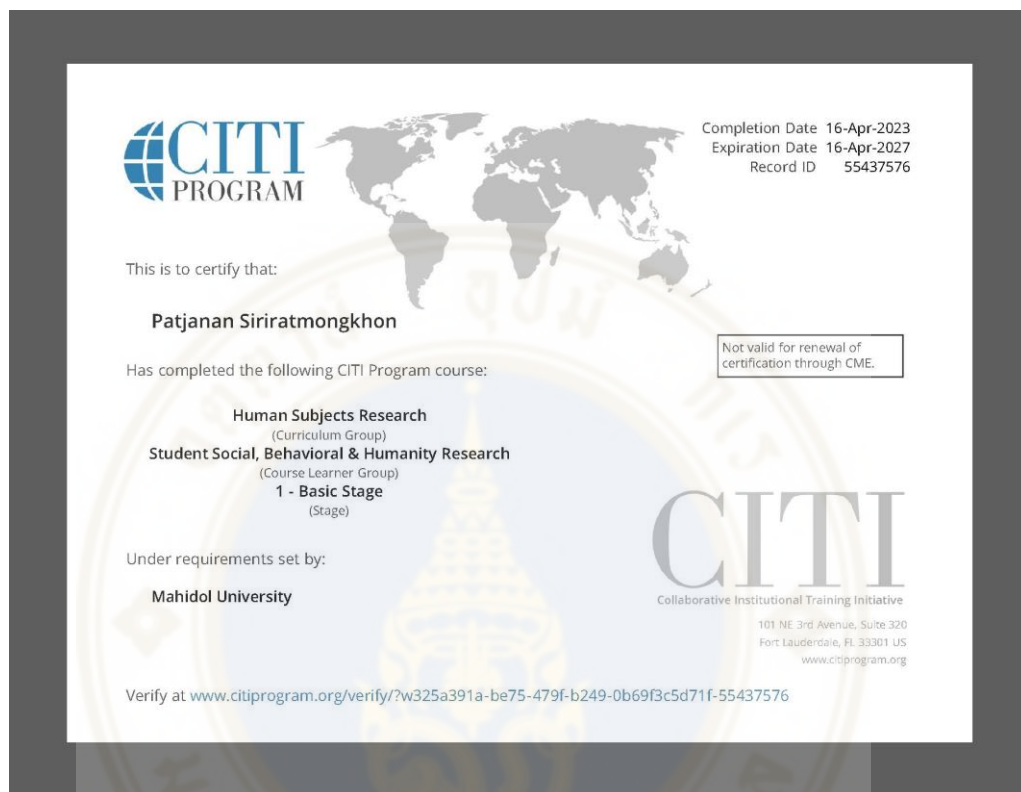 CITI
PROGRAM
Completion Date 16-Apr-2023
Expiration Date 16-Apr-2027
Record ID 55437576
This is to certify that:
Patjanan Siriratmongkhon
Not valid for renewal of
certification through CME.
Has completed the following CITI Program course:
Human Subjects Research
(Curriculum Group)
Student Social, Behavioral & Humanity Research
(Course Learner Group)
1 - Basic Stage
(Stage)
Under requirements set by:
Mahidol University
CITI
Collaborative Institutional Training Initiative
101 NE 3rd Avenue, Suite 320
Fort Lauderdale, FL 33301 US
www.citiprogram.org
Verify at www.citiprogram.org/verify/?w325a391a-be75-479f-b249-0b69f3c5d71f-55437576